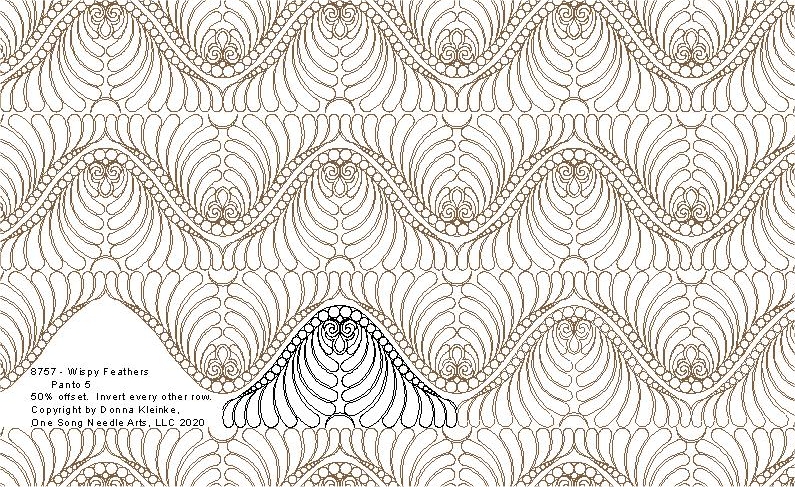 8757 - Wispy Feathers
Panto 5
50% offset. Invert every other row.
Copyright by Donna Kleinke,
One Song Needle Arts, LLC 2020